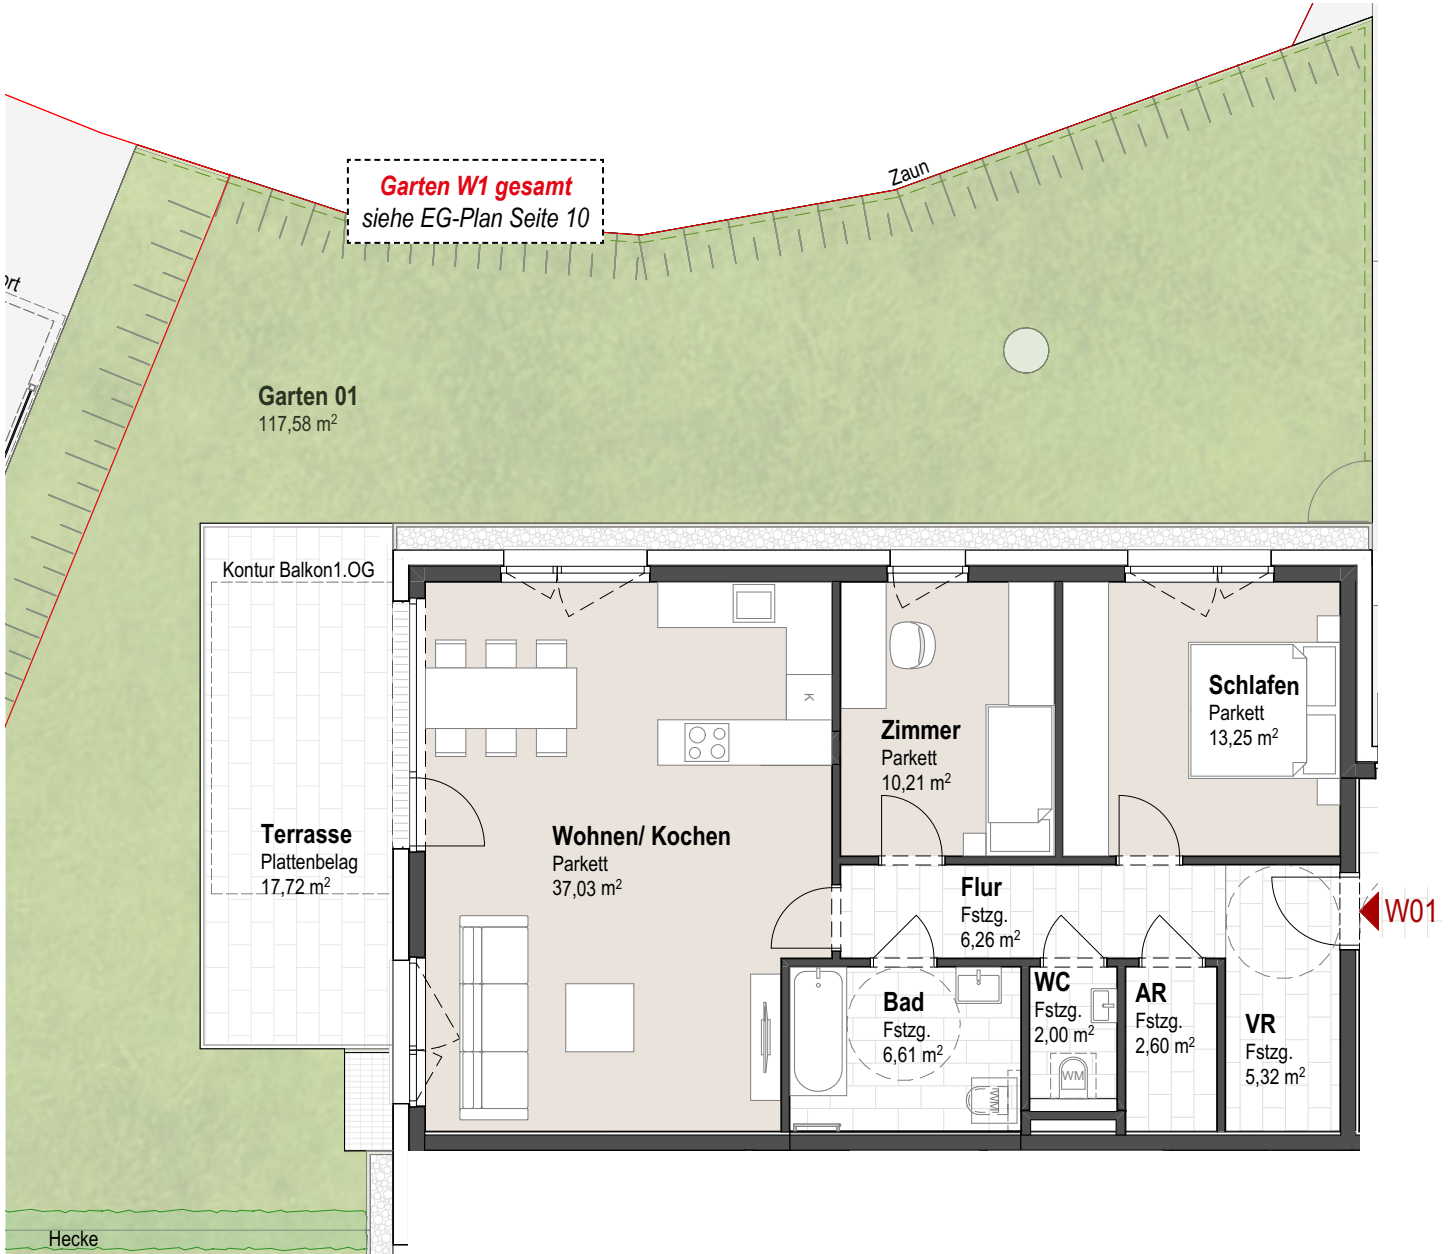 Garten W1 gesamt
siehe EG-Plan Seite 10
Zaun
ort
Garten 01
117,58 m²
Kontur Balkon1.OG
K
Schlafen
Parkett
13,25 m²
Zimmer
Parkett
10,21 m²
Terrasse
Plattenbelag
17,72 m²
Wohnen/ Kochen
Parkett
37,03 m²
Flur
Fstzg.
6,26 m²
W01
Bad
Fstzg.
6,61 m²
WC
Fstzg.
2,00 m²
AR
Fstzg.
2,60 m²
VR
Fstzg.
5,32 m²
WM
WM
Hecke